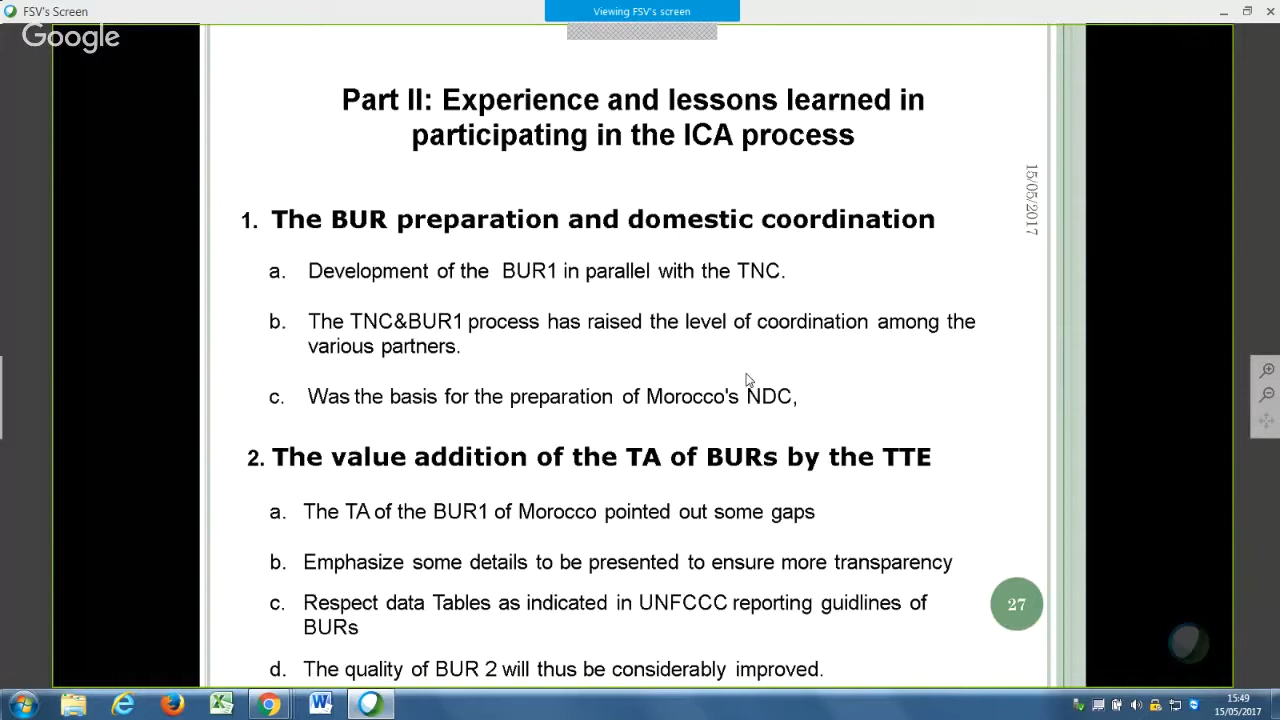 FSV's Screen
Viewing FSV's screen
Google
Part II: Experience and lessons learned in
participating in the ICA process
15/05/2017
1. The BUR preparation and domestic coordination
a. Development of the BUR1 in parallel with the TNC.
b. The TNC&BUR1 process has raised the level of coordination among the
various partners.
c. Was the basis for the preparation of Morocco's NDC,
2. The value addition of the TA of BURs by the TTE
a. The TA of the BUR1 of Morocco pointed out some gaps
b. Emphasize some details to be presented to ensure more transparency
c. Respect data Tables as indicated in UNFCCC reporting guidlines of
BURs
27
d. The quality of BUR 2 will thus be considerably improved.
15:49
15/05/2017